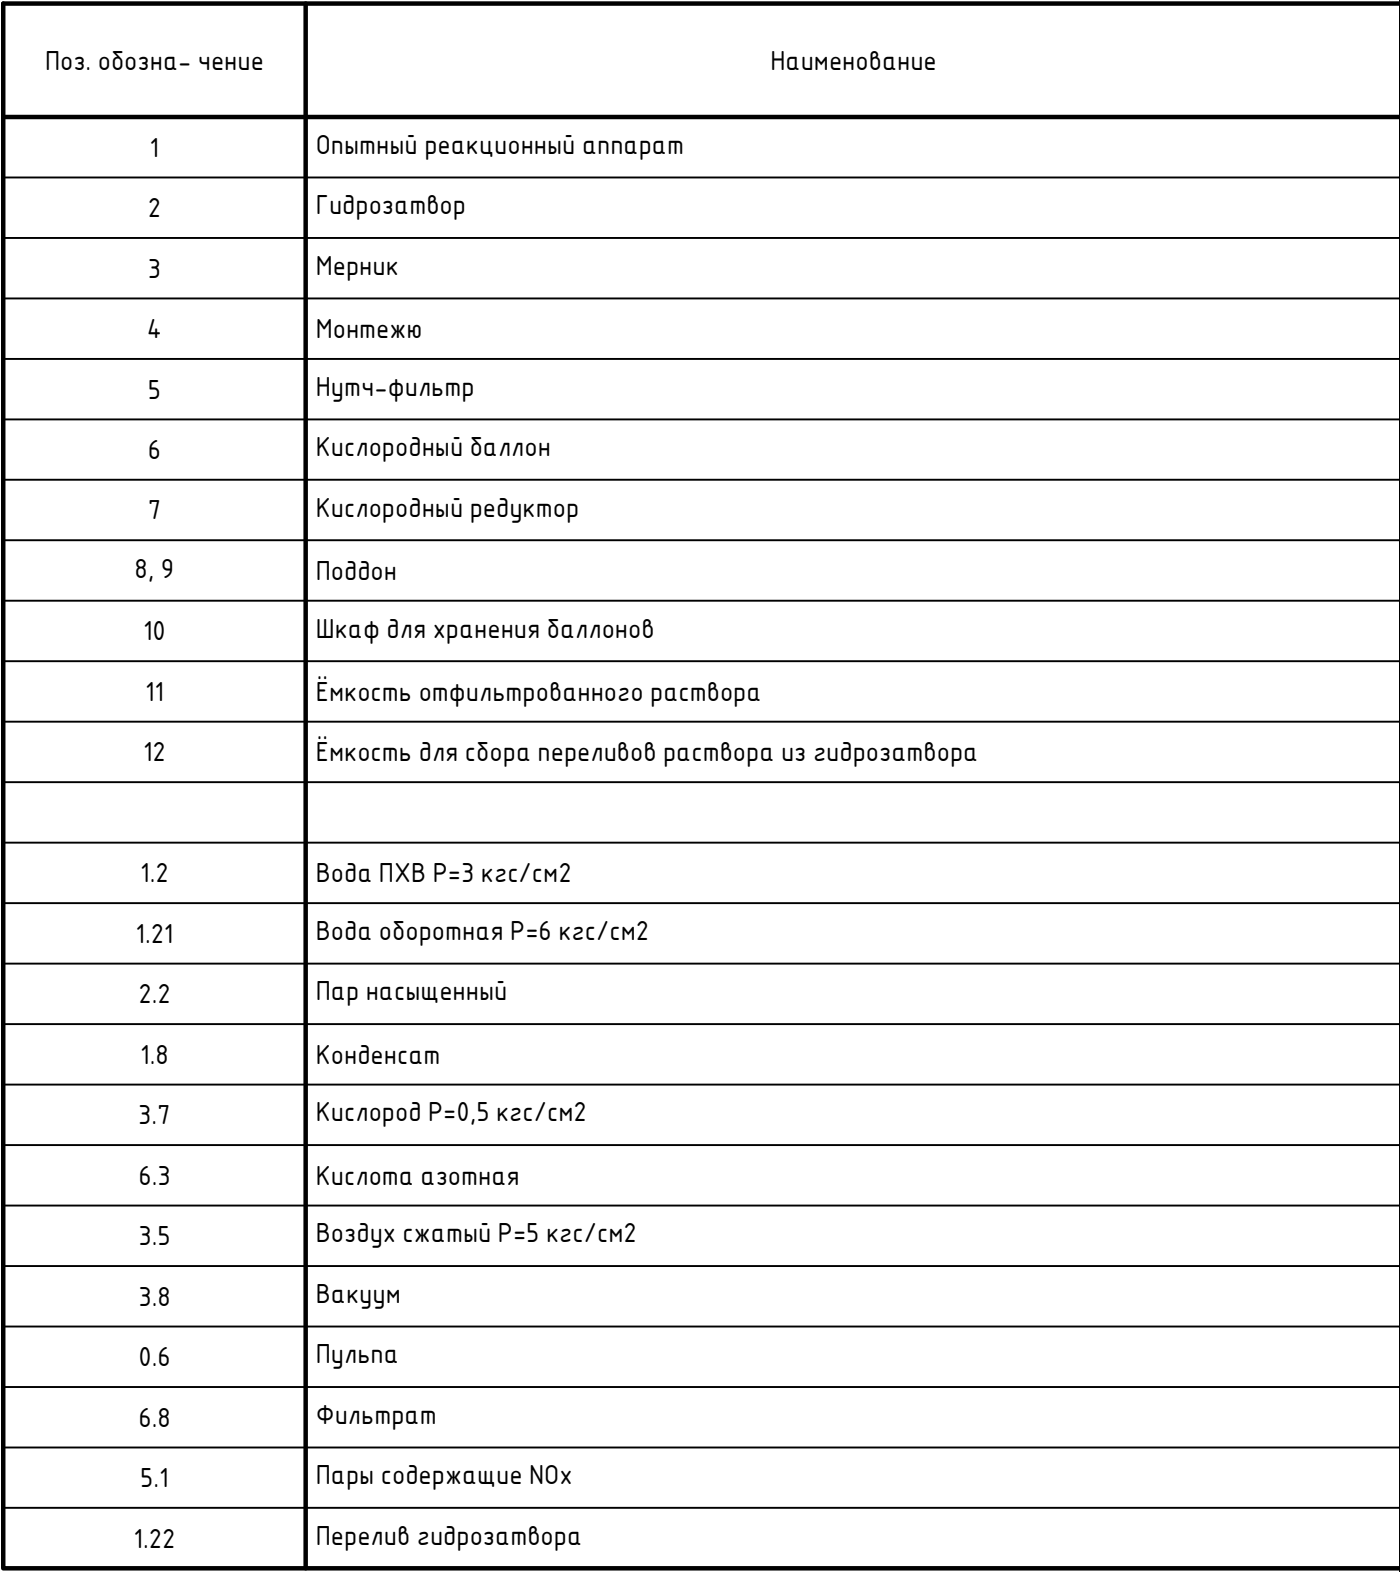 Поз. обозна- чение Наименование
1 Опытный реакционный аппарат
2 Гидрозатвор
3 Мерник
4 Монтежю
5 Нутч-фильтр
6 Кислородный баллон
7 Кислородный редуктор
8, 9 Поддон
10 Шкаф для хранения баллонов
11 Ёмкость отфильтрованного раствора
12 Ёмкость для сбора переливов раствора из гидрозатвора
1.2 Вода ПХВ Р=3 кгс/см2
1.21 Вода оборотная Р=6 кгс/см2
2.2 Пар насыщенный
1.8 Конденсат
3.7 Кислород Р=0,5 кгс/см2
6.3 Кислота азотная
3.5 Воздух сжатый Р=5 кгс/см2
3.8 Вакуум
0.6 Пульпа
6.8 Фильтрат
5.1 Пары содержащие NOx
1.22 Перелив гидрозатвора